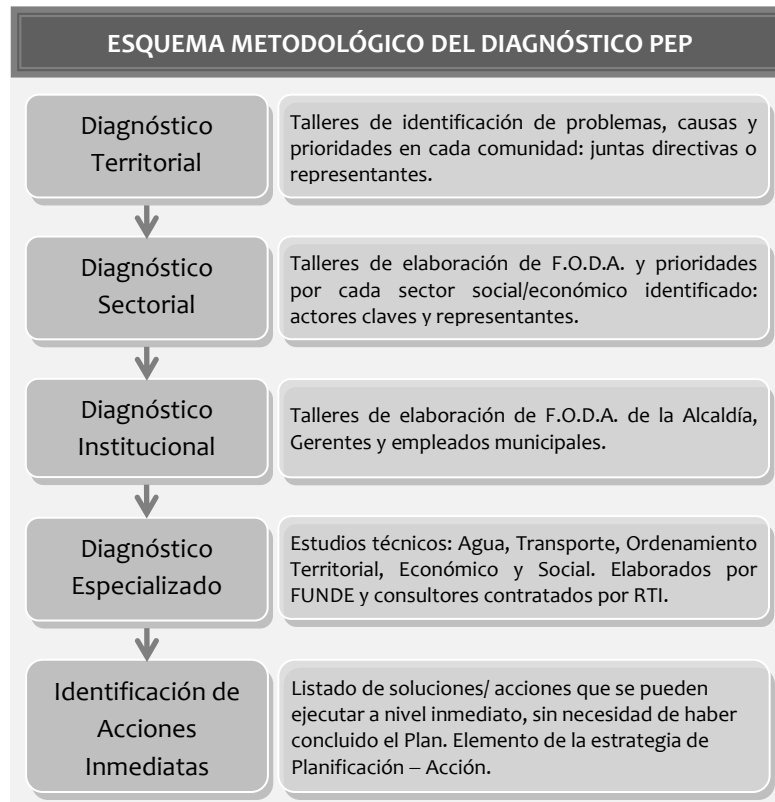 ESQUEMA METODOLÓGICO DEL DIAGNÓSTICO PEP
Diagnóstico
Territorial
Talleres de identificación de problemas, causas y
prioridades en cada comunidad: juntas directivas o
representantes.
Diagnóstico
Sectorial
Talleres de elaboración de F.O.D.A. y prioridades
por cada sector social/económico identificado:
actores claves y representantes.
Diagnóstico
Institucional
Talleres de elaboración de F.O.D.A. de la Alcaldía,
Gerentes y empleados municipales.
Diagnóstico
Especializado
Estudios técnicos: Agua, Transporte, Ordenamiento
Territorial, Económico y Social. Elaborados por
FUNDE y consultores contratados por RTI.
Identificación de
Acciones
Inmediatas
Listado de soluciones/ acciones que se pueden
ejecutar a nivel inmediato, sin necesidad de haber
concluido el Plan. Elemento de la estrategia de
Planificación – Acción.